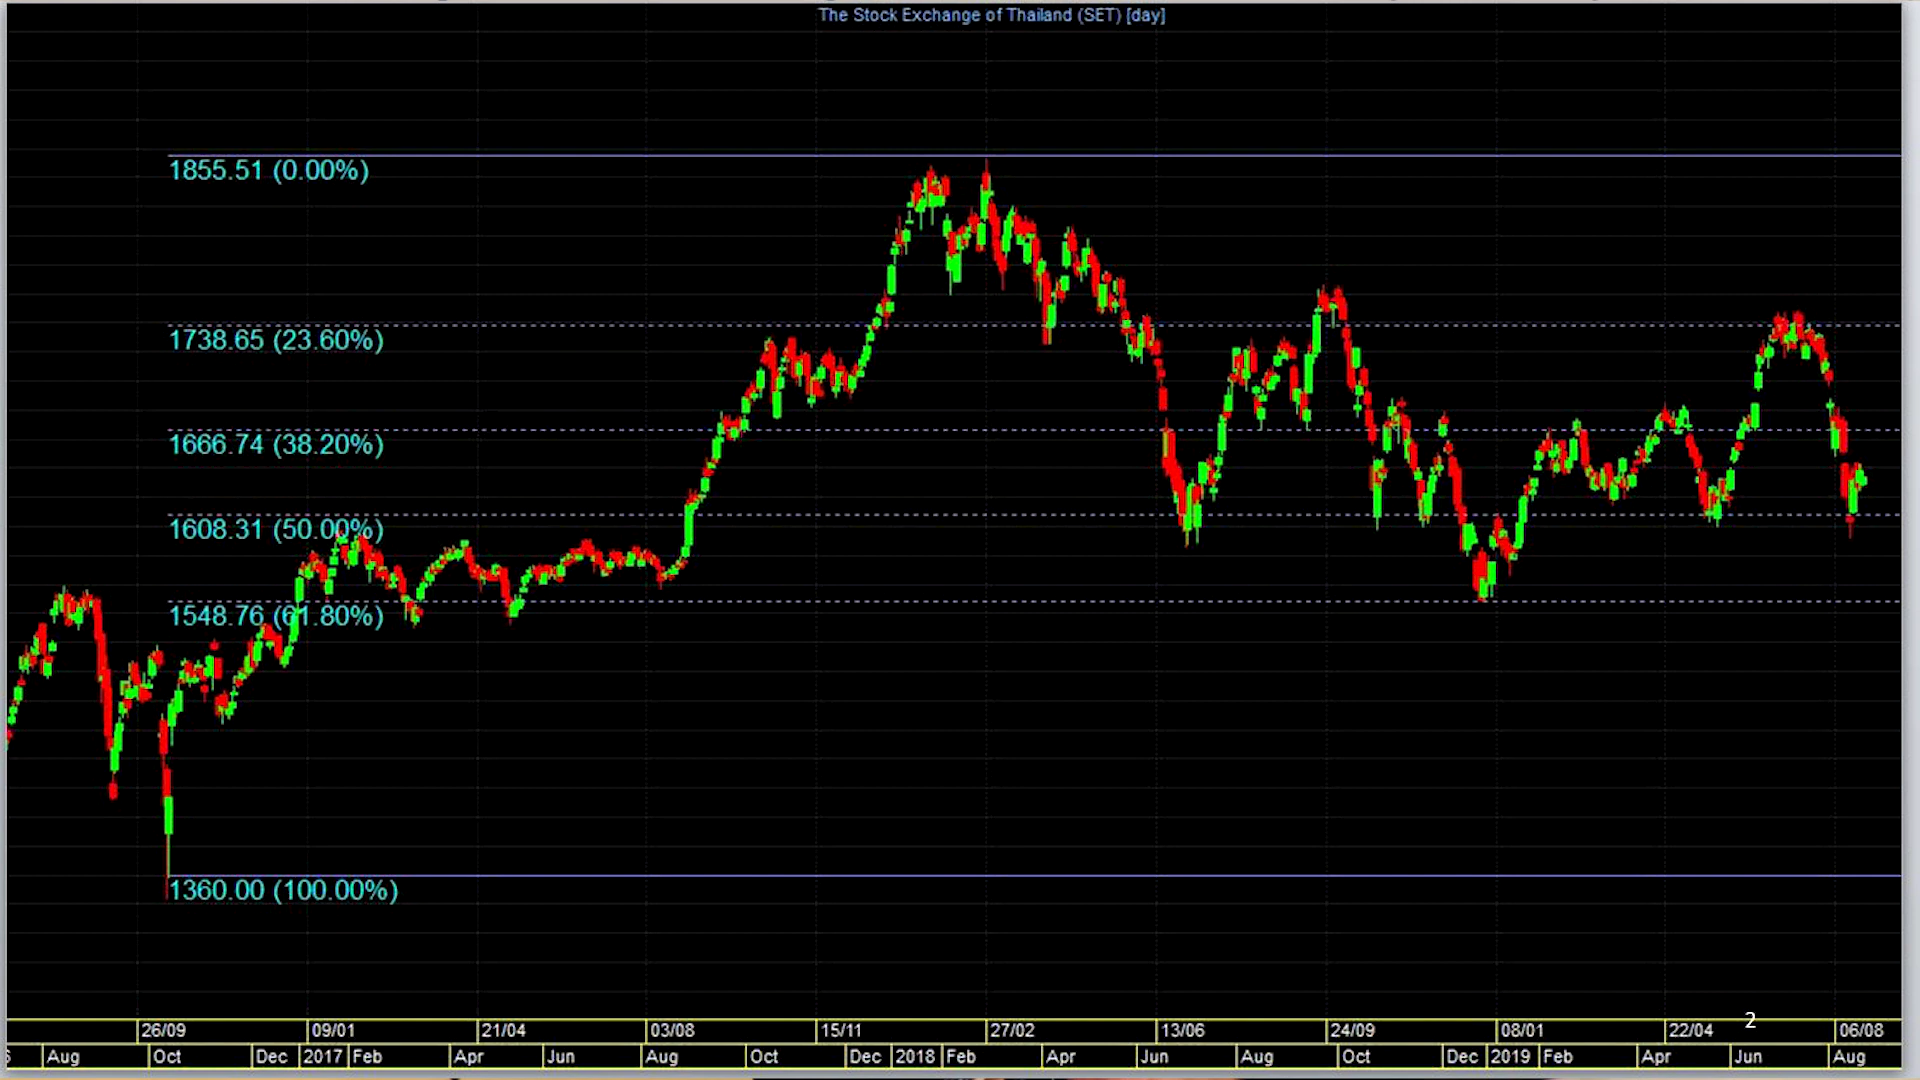 The Stock Exchange of Thailand (SET) [day]
1855.51 (0.00%)
1738.65 (23.60%)
1666.74 (38.20%)
1608.31 (50.00%)
1548.76 (61.80%)
1360.00 (100.00%)
2
26/09 09/01 21/04 03/08 15/11 27/02 13/06 24/09 08/01 22/04 06/08
Aug Oct Dec 2017 Feb Apr Jun Aug Oct Dec 2018 Feb Apr Jun Aug Oct Dec 2019 Feb Apr Jun Aug